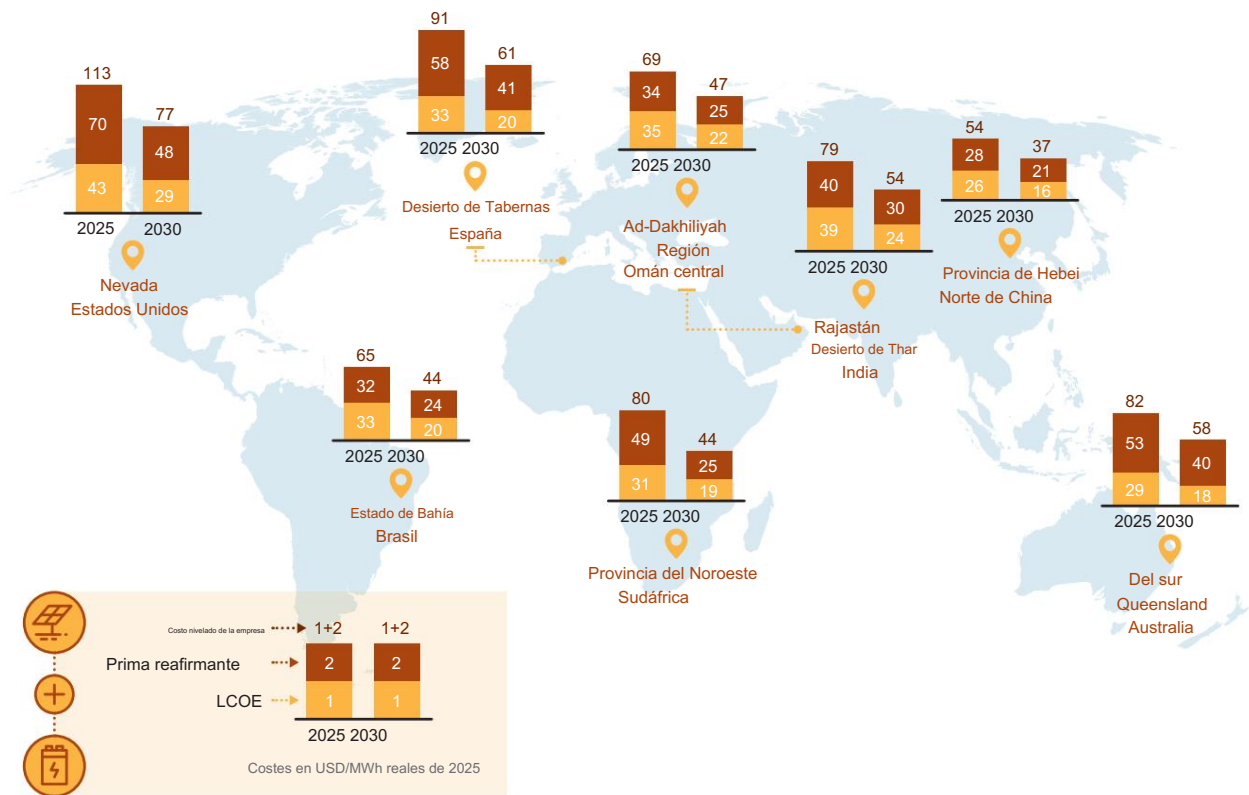 113
70
43
77
48
29
2025
2030
Nevada
Estados Unidos
91
58
33
61
41
20
2025 2030
Desierto de Tabernas
España
69
34
35
47
25
22
2025 2030
Ad-Dakhiliyah
Región
Omán central
79
40
39
54
30
24
2025 2030
Rajastán
Desierto de Thar
India
54
28
26
37
21
16
2025 2030
Provincia de Hebei
Norte de China
65
32
33
44
24
20
2025 2030
Estado de Bahía
Brasil
80
49
31
44
25
19
2025 2030
Provincia del Noroeste
Sudáfrica
82
53
29
58
40
18
2025 2030
Del sur
Queensland
Australia
Costo nivelado de la empresa 1+2 1+2
Prima reafirmante 2 2
LCOE 1 1
2025 2030
Costes en USD/MWh reales de 2025